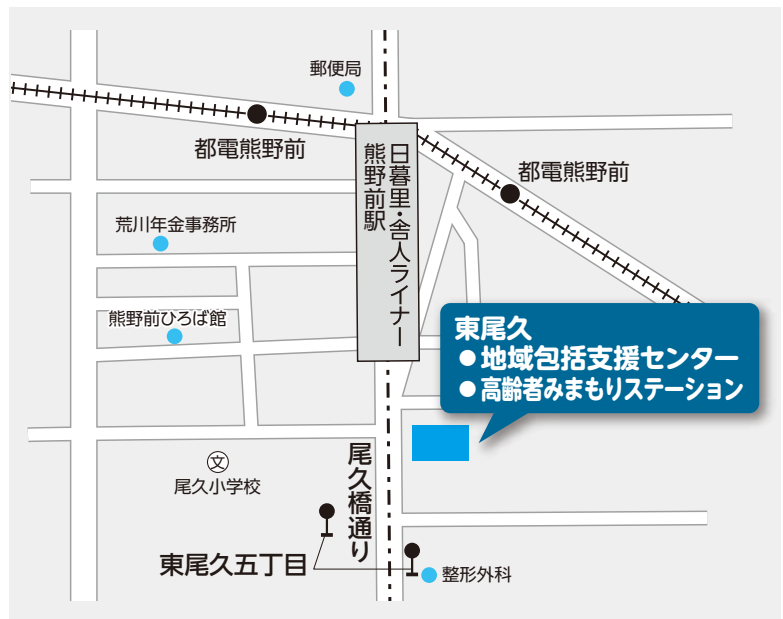 郵便局
都電熊野前
日暮里・舎人ライナー
熊野前駅
都電熊野前
荒川年金事務所
熊野前ひろば館
東尾久
●地域包括支援センター
●高齢者みまもりステーション
文
尾久小学校
尾久橋通り
東尾久五丁目
整形外科